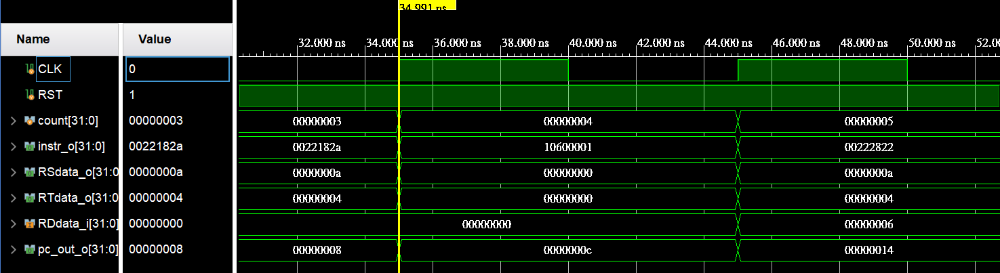 34.991 ns
Name Value
32.000 ns 34.000 ns 36.000 ns 38.000 ns 40.000 ns 42.000 ns 44.000 ns 46.000 ns 48.000 ns 50.000 ns 52.00
CLK 0
RST 1
count[31:0] 00000003 00000003 00000004 00000005
instr_o[31:0] 0022182a 0022182a 10600001 00222822
RSdata_o[31:0 0000000a 0000000a 00000000 0000000a
RTdata_o[31:0 00000004 00000004 00000000 00000004
RDdata_i[31:0] 00000000 00000000 00000006
pc_out_o[31:0] 00000008 00000008 0000000c 00000014